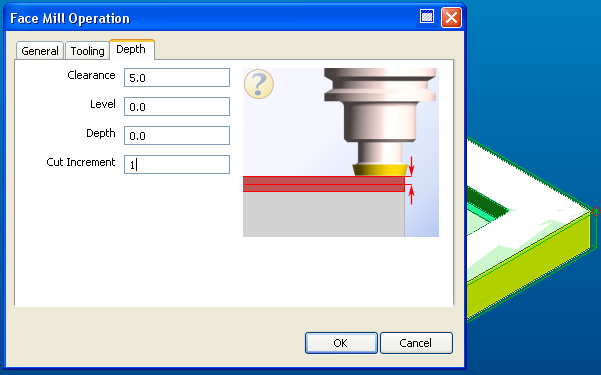 Face Mill Operation
General Tooling Depth
Clearance 5.0
Level 0.0
Depth 0.0
Cut Increment 1
?
OK Cancel